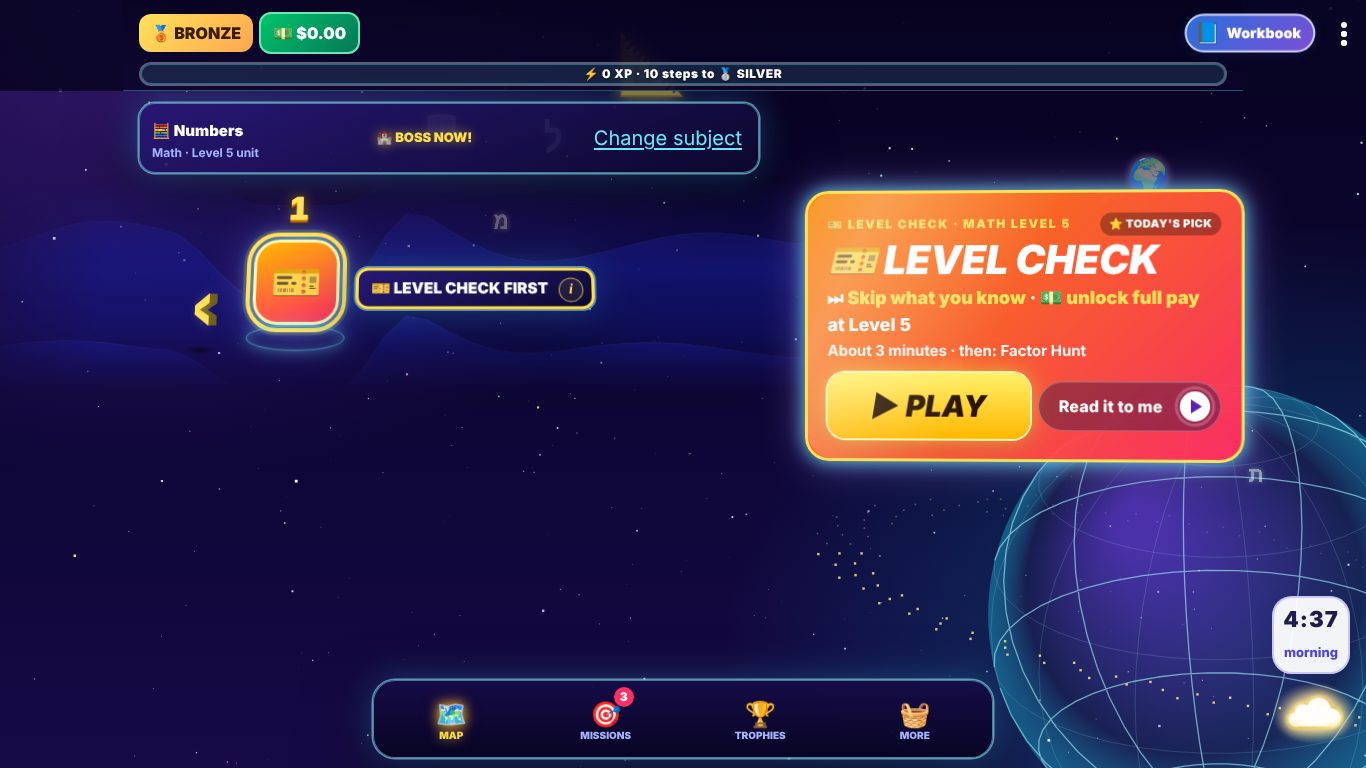 BRONZE
$0.00
Workbook
0 XP · 10 steps to SILVER
Numbers
Math · Level 5 unit
BOSS NOW!
Change subject
ל
מ
1
LEVEL CHECK FIRST
i
LEVEL CHECK · MATH LEVEL 5
TODAY'S PICK
LEVEL CHECK
Skip what you know · unlock full pay
at Level 5
About 3 minutes · then: Factor Hunt
PLAY
Read it to me
ת
4:37
morning
3
MAP
MISSIONS
TROPHIES
MORE